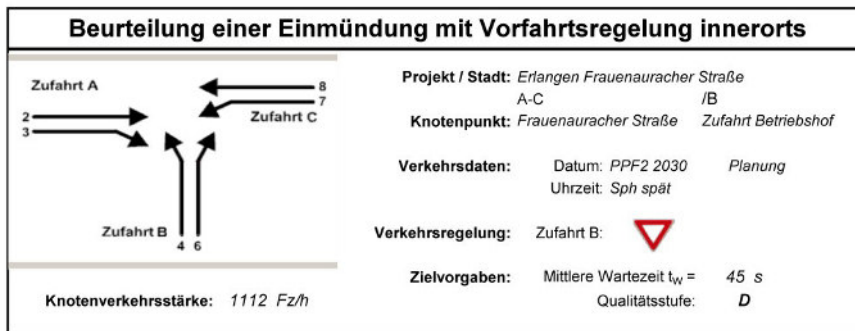 Beurteilung einer Einmündung mit Vorfahrtsregelung innerorts
Zufahrt A
8
7
Zufahrt C
2
3
Zufahrt B
4 6
Knotenverkehrsstärke: 1112 Fz/h
Projekt / Stadt: Erlangen Frauenauracher Straße
A-C /B
Knotenpunkt: Frauenauracher Straße Zufahrt Betriebshof
Verkehrsdaten: Datum: PPF2 2030 Planung
Uhrzeit: Sph spät
Verkehrsregelung: Zufahrt B:
Zielvorgaben: Mittlere Wartezeit tw = 45 s
Qualitätsstufe: D